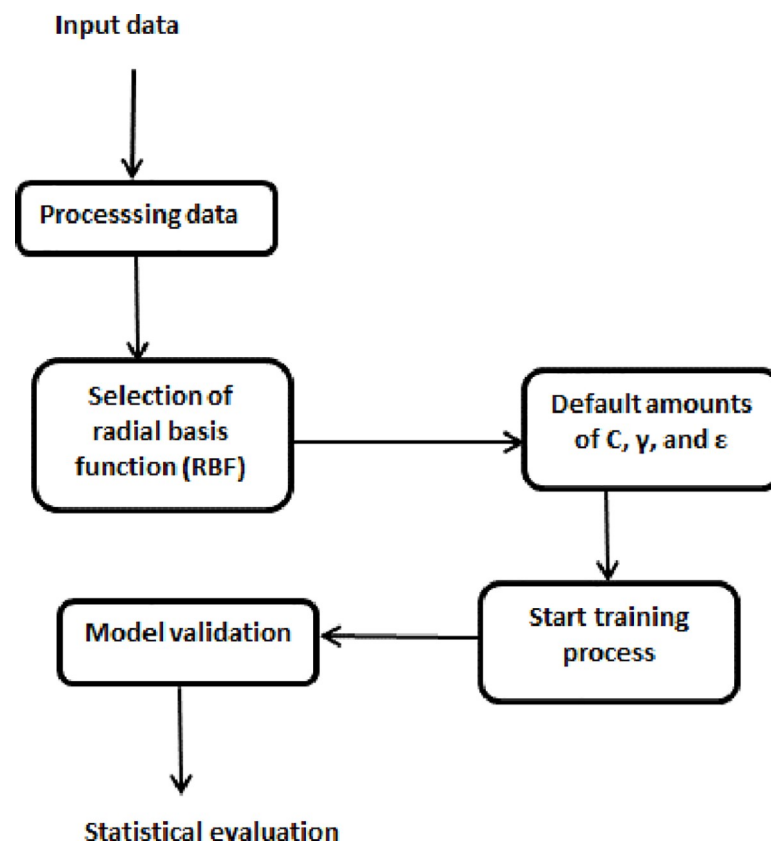 Input data
Processsing data
Selection of
radial basis
function (RBF)
Default amounts
of C, γ, and ε
Start training
process
Model validation
Statistical evaluation